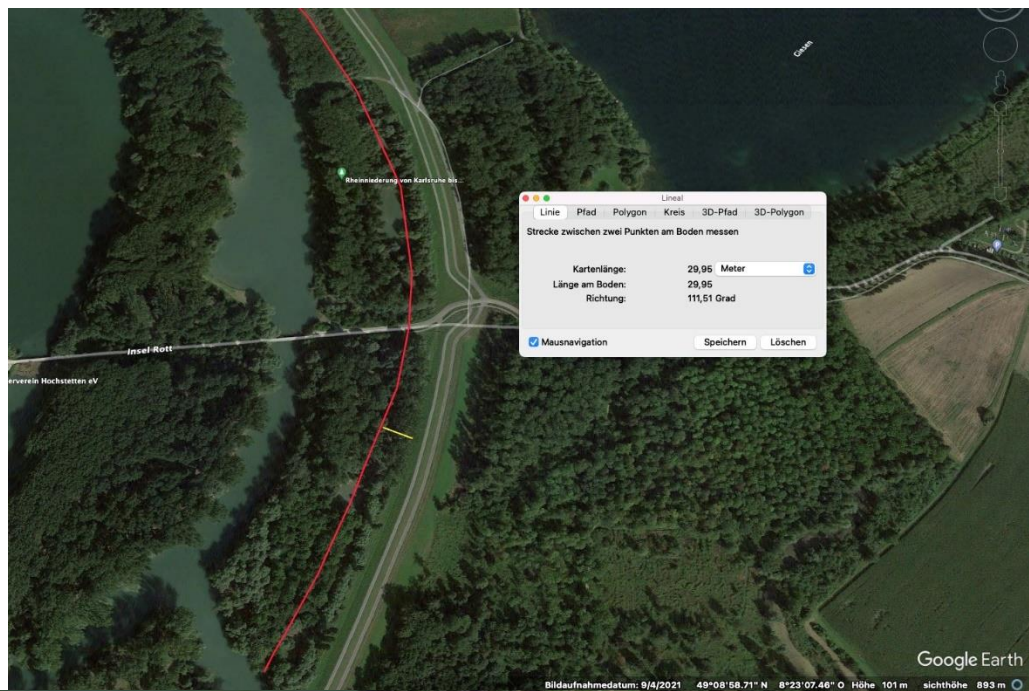 Einsen
Rheinniederung von Karlsruhe bis...
Lineal
Linie Pfad Polygon Kreis 3D-Pfad 3D-Polygon
Strecke zwischen zwei Punkten am Boden messen
Kartenlänge: 29,95 Meter
Länge am Boden: 29,95
Richtung: 111,51 Grad
Mausnavigation Speichern Löschen
Insel Rott
erverein Hochstetten eV
Google Earth
Bildaufnahmedatum: 9/4/2021 49°08'58.71" N 8°23'07.46" O Höhe 101 m sichthöhe 893 m